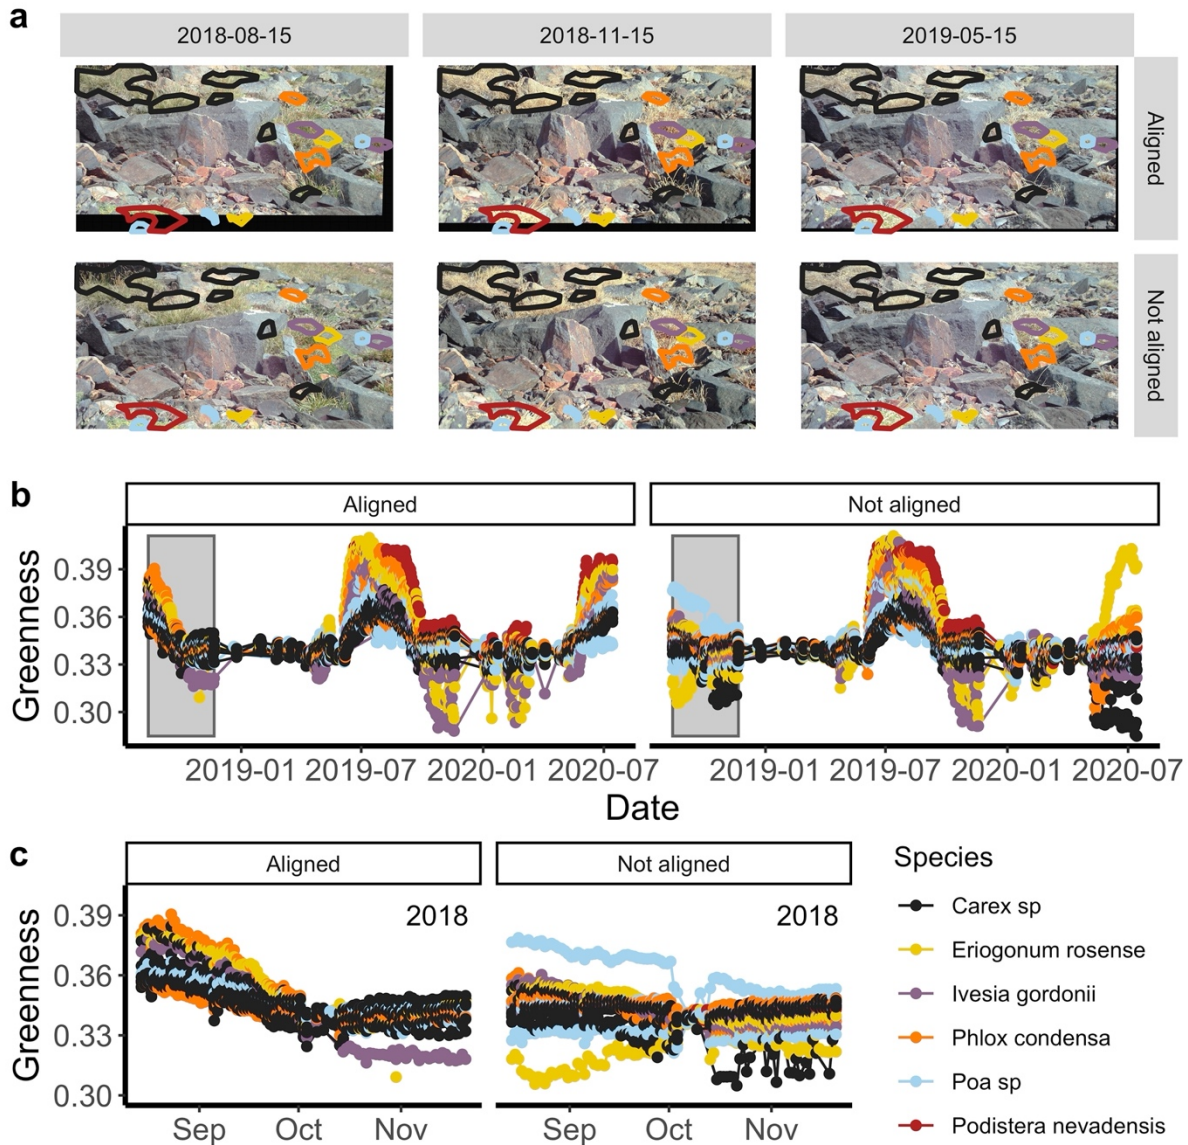 a
2018-08-15 2018-11-15 2019-05-15
Aligned
Not aligned
b
Aligned Not aligned
Greenness
0.39
0.36
0.33
0.30
2019-01 2019-07 2020-01 2020-07 2019-01 2019-07 2020-01 2020-07
Date
c
Aligned Not aligned
2018 2018
Greenness
0.39
0.36
0.33
0.30
Sep Oct Nov Sep Oct Nov
Species
Carex sp
Eriogonum rosense
Ivesia gordonii
Phlox condensa
Poa sp
Podistera nevadensis